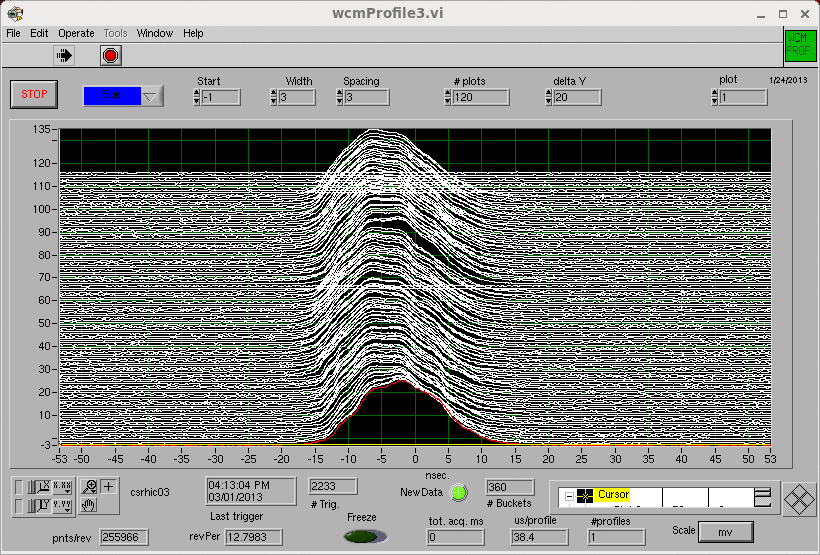 wcmProfile3.vi
File Edit Operate Tools Window Help
WCM
PROF
STOP
Start
-1
Width
3
Spacing
3
# plots
120
delta Y
20
plot
1
1/24/2013
135
120
110
100
90
80
70
60
50
40
30
20
10
-3
-53 -50 -45 -40 -35 -30 -25 -20 -15 -10 -5 0 5 10 15 20 25 30 35 40 45 50 53
nsec.
X.XX
Y.YY
csrhic03
04:13:04 PM
03/01/2013
Last trigger
2233
# Trig.
NewData
360
# Buckets
Cursor
pnts/rev 255966
revPer 12.7983
Freeze
tot. acq. ms
0
us/profile
38.4
#profiles
1
Scale mv